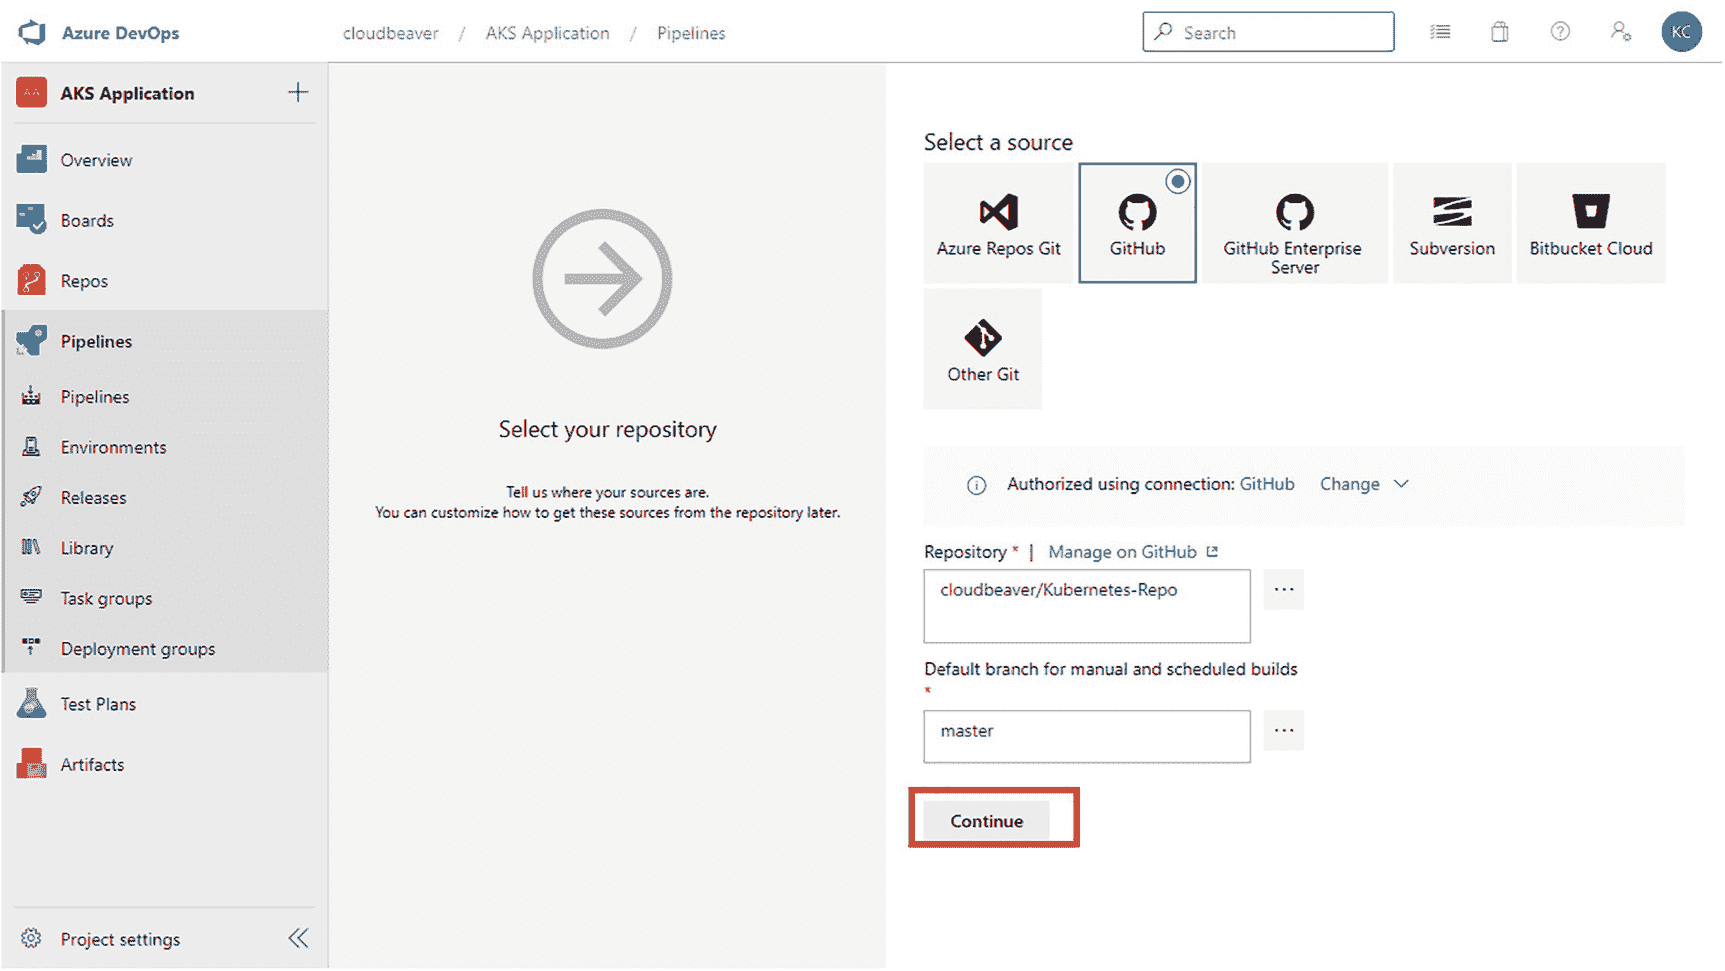 Azure DevOps
cloudbeaver / AKS Application / Pipelines
Search
KC
AA
AKS Application
Overview
Boards
Repos
Pipelines
Pipelines
Environments
Releases
Library
Task groups
Deployment groups
Test Plans
Artifacts
Project settings
Select your repository
Tell us where your sources are.
You can customize how to get these sources from the repository later.
Select a source
Azure Repos Git
GitHub
GitHub Enterprise
Server
Subversion
Bitbucket Cloud
Other Git
Authorized using connection: GitHub Change
Repository * | Manage on GitHub
cloudbeaver/Kubernetes-Repo
...
Default branch for manual and scheduled builds
*
master
...
Continue